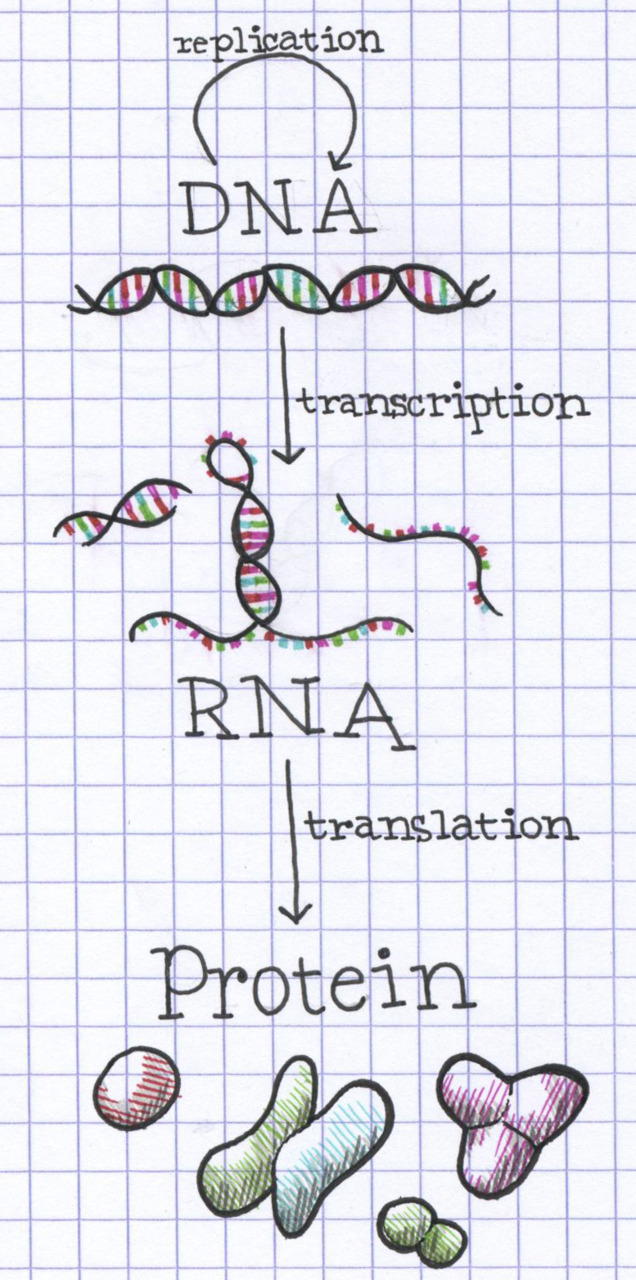 replication
DNA
transcription
RNA
translation
Protein